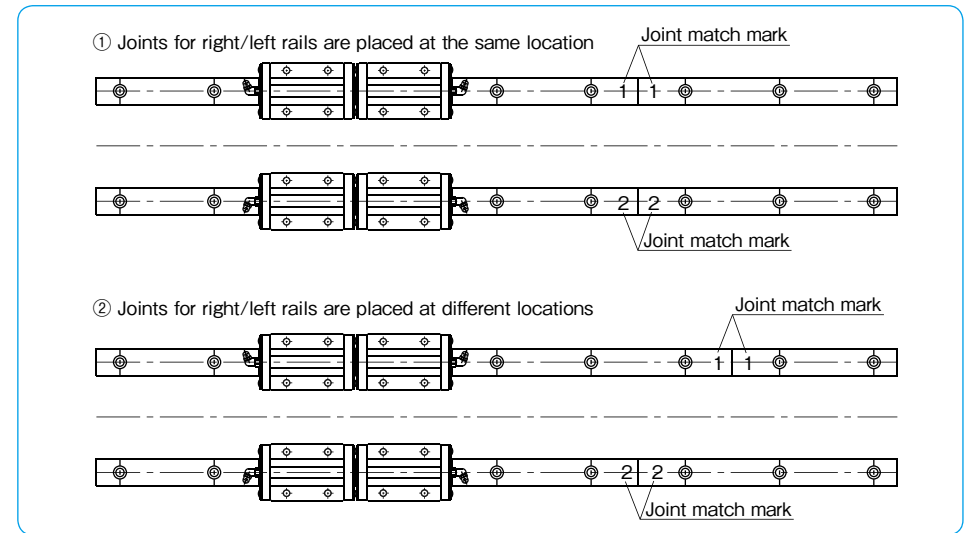 ① Joints for right/left rails are placed at the same location
Joint match mark
1 1
2 2
Joint match mark
② Joints for right/left rails are placed at different locations
Joint match mark
1 1
2 2
Joint match mark